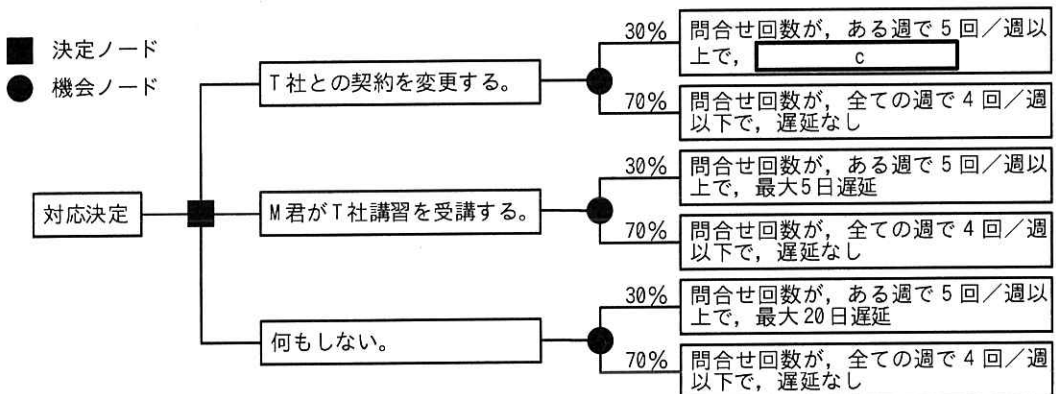 決定ノード
機会ノード
対応決定
T社との契約を変更する。
30%
問合せ回数が，ある週で5回／週以
上で，
c
70%
問合せ回数が，全ての週で4回／週
以下で，遅延なし
M君がT社講習を受講する。
30%
問合せ回数が，ある週で5回／週以
上で，最大5日遅延
70%
問合せ回数が，全ての週で4回／週
以下で，遅延なし
何もしない。
30%
問合せ回数が，ある週で5回／週以
上で，最大20日遅延
70%
問合せ回数が，全ての週で4回／週
以下で，遅延なし